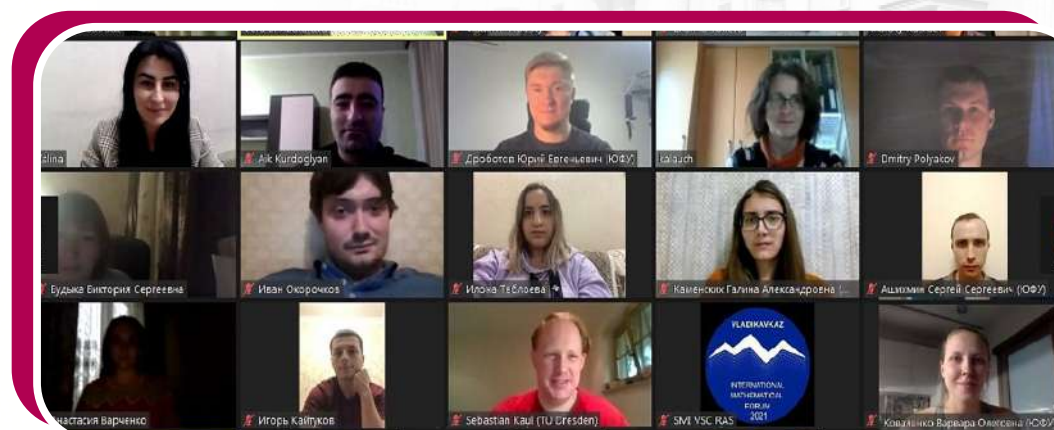 Aik Kurdoglyan
Дроботов Юрий Евгеньевич (ЮФУ)
kalauch
Dmitry Polyakov
Будыка Виктория Сергеевна
Иван Окорочков
Илона Теблоева
Каменских Галина Александровна (...
Ашихмин Сергей Сергеевич (ЮФУ)
VLADIKAVKAZ
INTERNATIONAL
MATHEMATICAL
FORUM
2021
настасия Варченко
Игорь Кайтуков
Sebastian Kaul (TU Dresden)
SMI VSC RAS
Коваленко Варвара Олеговна (ЮФУ)